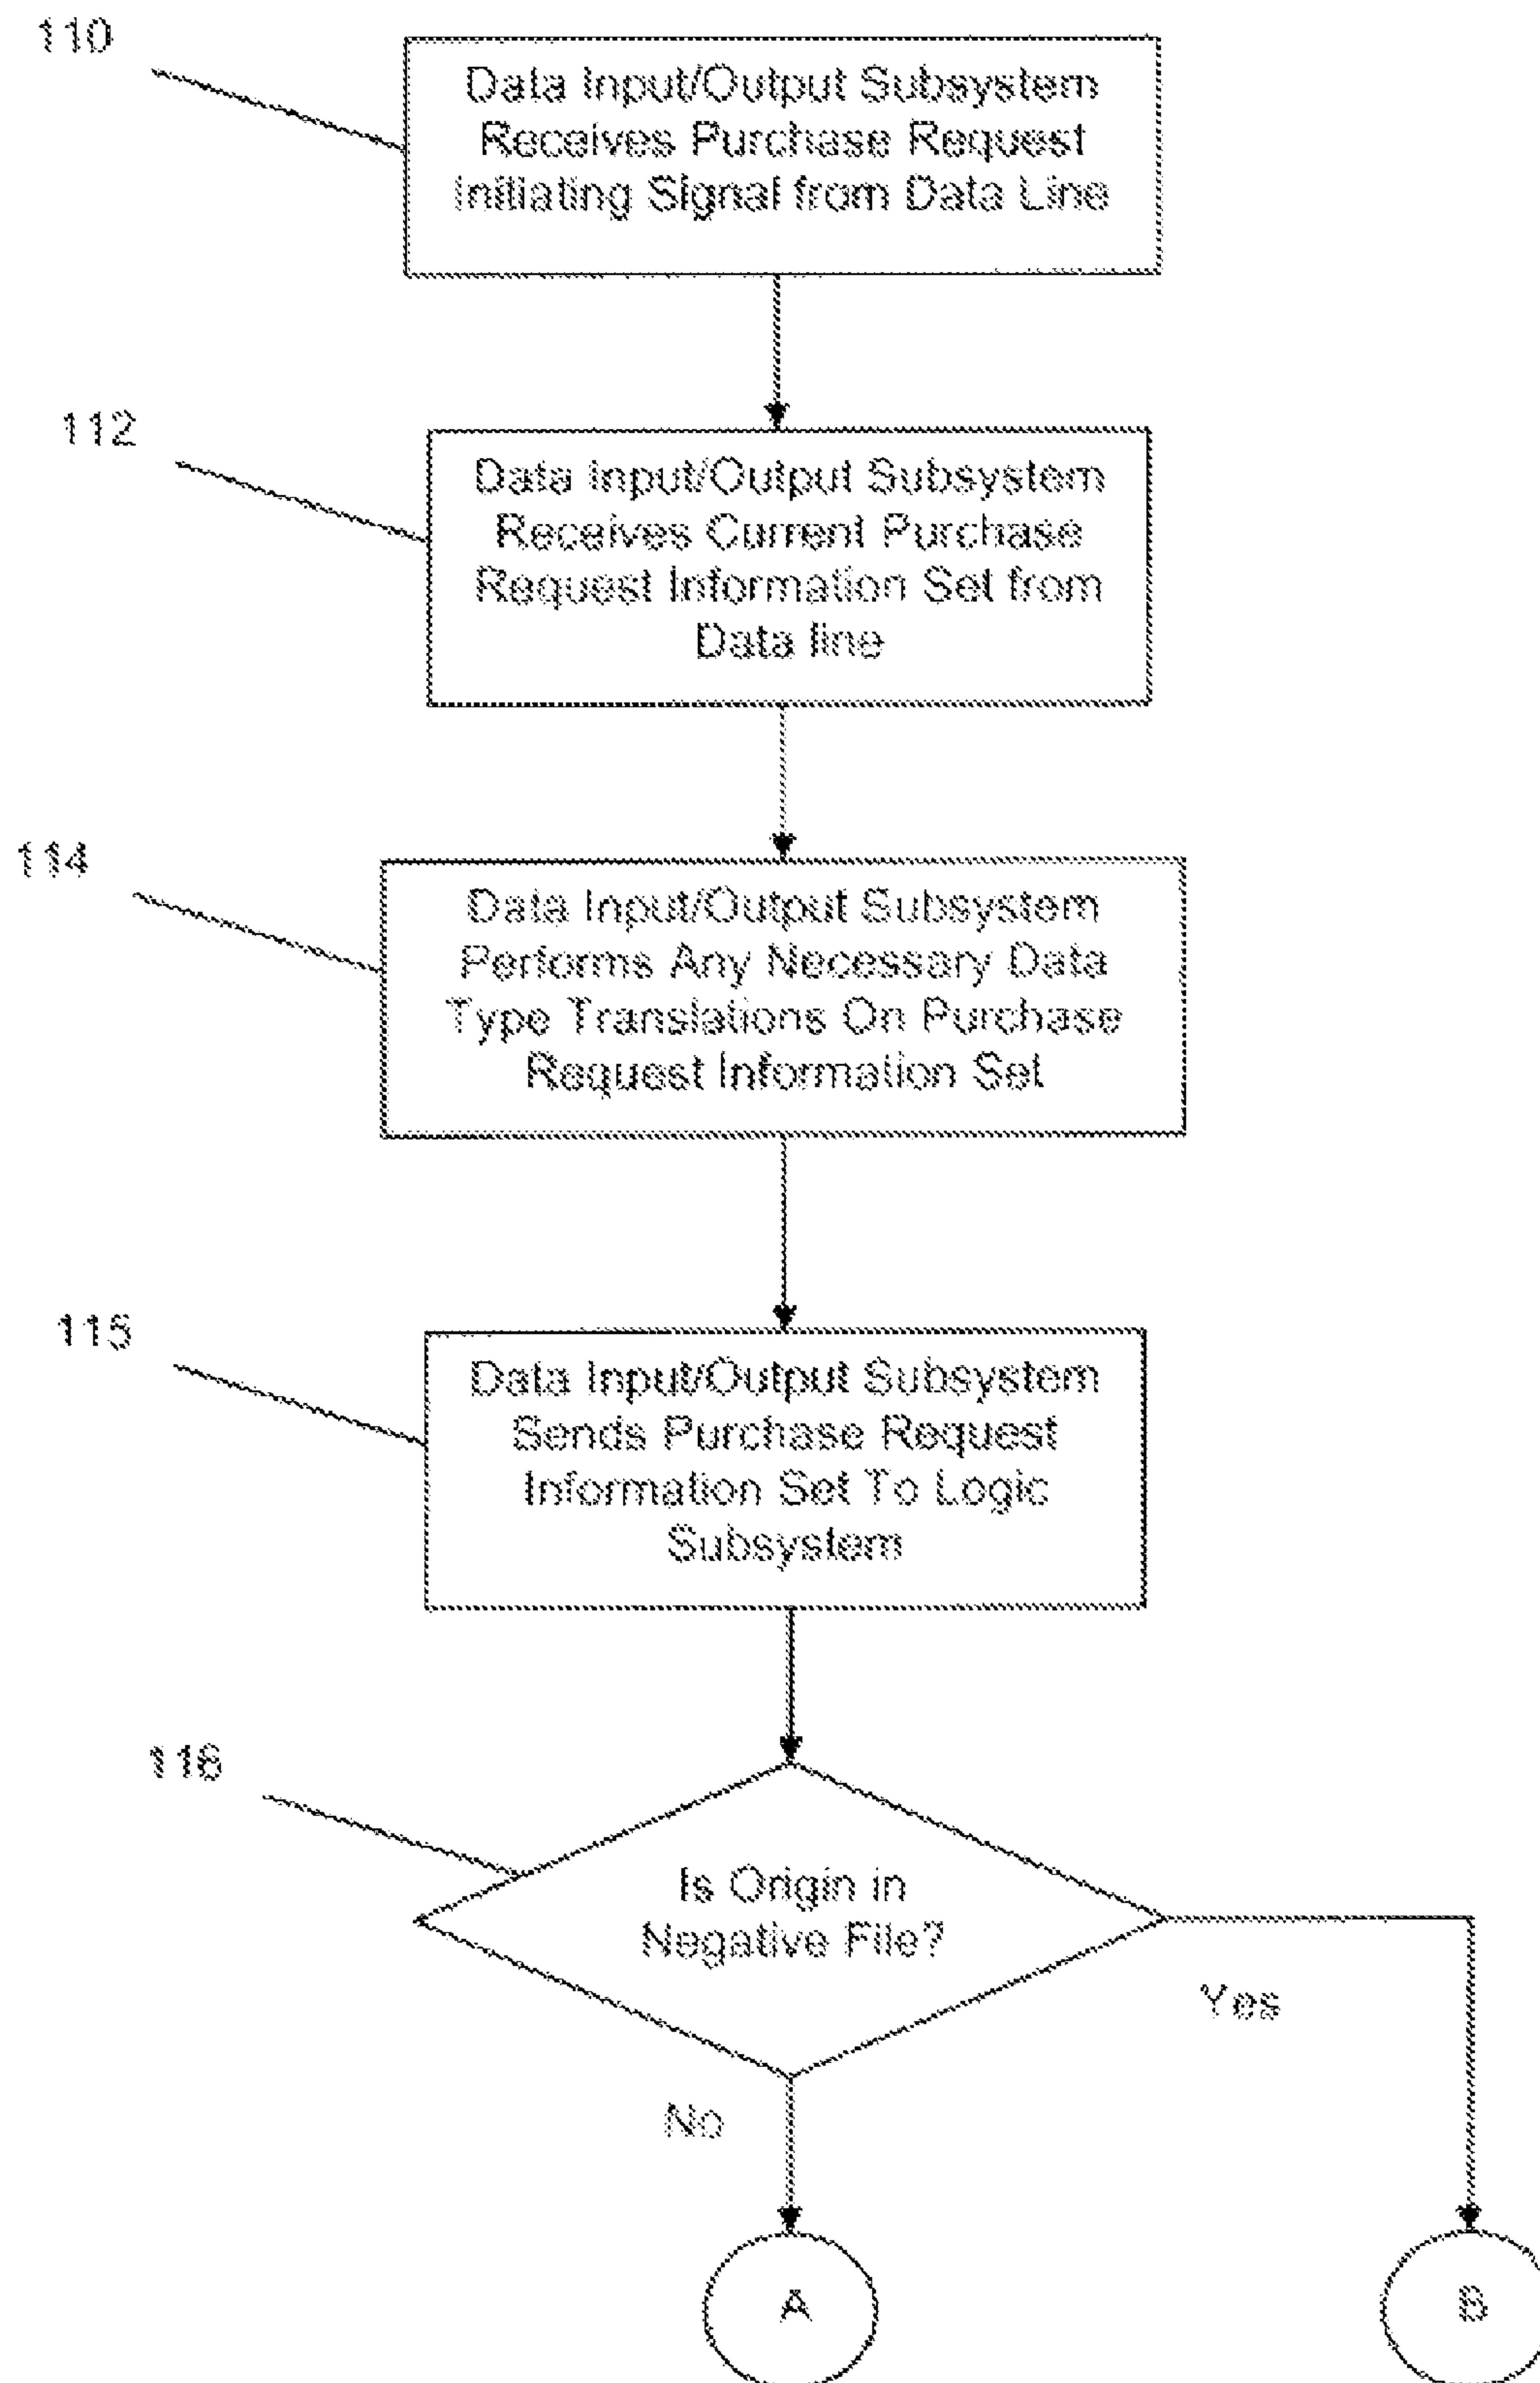 110
Data Input/Output Subsystem
Receives Purchase Request
Initiating Signal from Data Line
112
Data Input/Output Subsystem
Receives Current Purchase
Request Information Set from
Data line
114
Data Input/Output Subsystem
Performs Any Necessary Data
Type Translations On Purchase
Request Information Set
115
Data Input/Output Subsystem
Sends Purchase Request
Information Set To Logic
Subsystem
116
Is Origin in
Negative File?
Yes
No
A
B